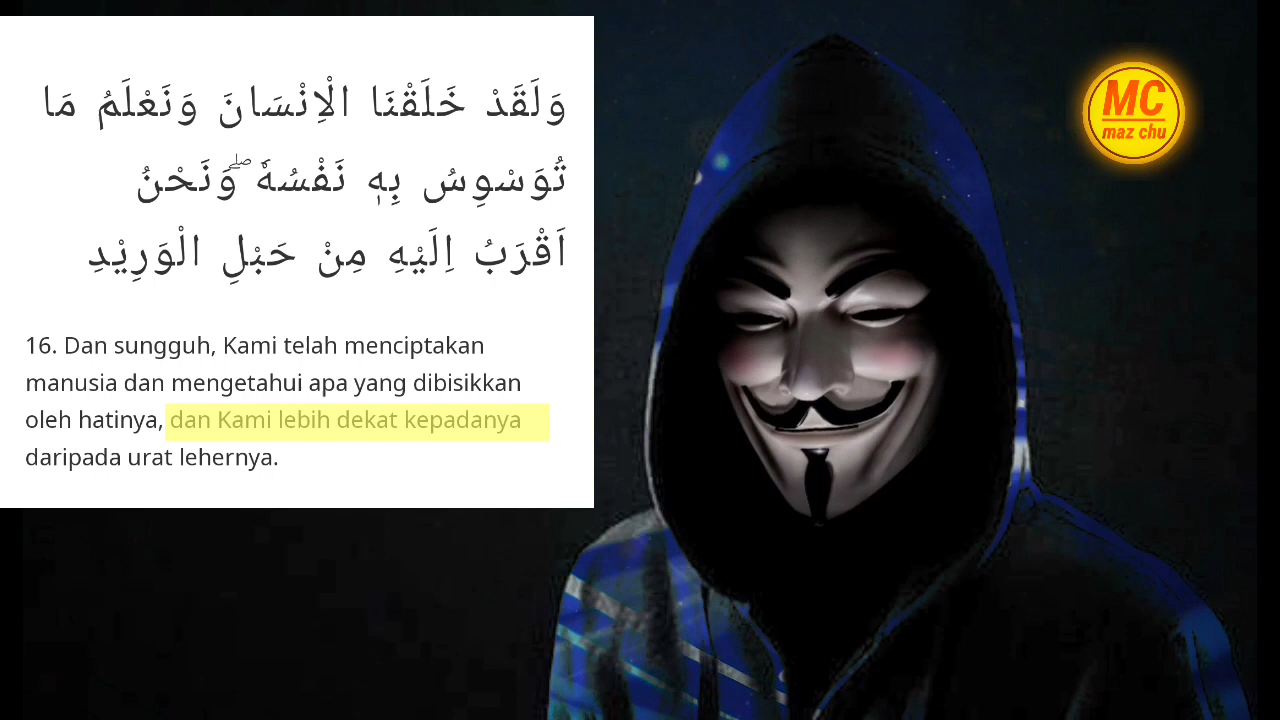 وَلَقَدْ خَلَقْنَا الْاِنْسَانَ وَنَعْلَمُ مَا
تُوَسْوِسُ بِهٖ نَفْسُهٗ ۖوَنَحْنُ
اَقْرَبُ اِلَيْهِ مِنْ حَبْلِ الْوَرِيْدِ
16. Dan sungguh, Kami telah menciptakan
manusia dan mengetahui apa yang dibisikkan
oleh hatinya, dan Kami lebih dekat kepadanya
daripada urat lehernya.
MC
maz chu